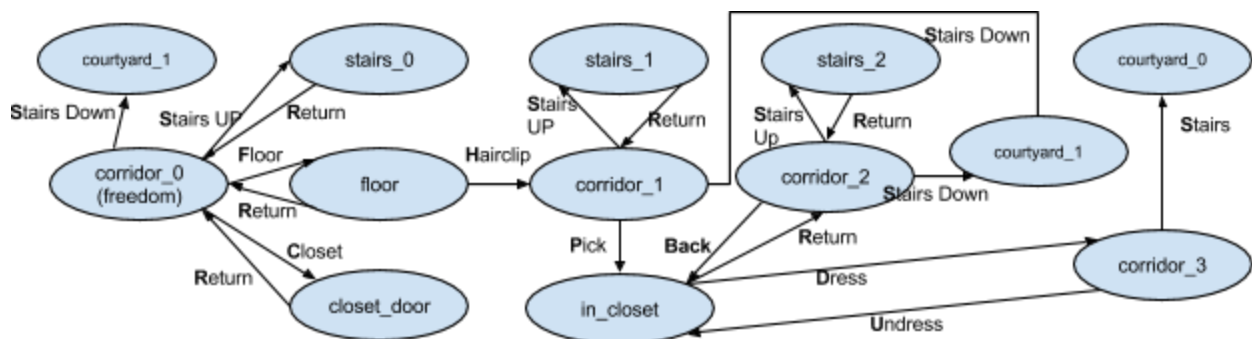 courtyard_1
stairs_0
stairs_1
stairs_2
Stairs Down
courtyard_0
Stairs Down
Stairs UP
Return
Stairs
UP
Return
Stairs
Up
Return
Stairs
Floor
Hairclip
courtyard_1
corridor_0
(freedom)
floor
corridor_1
corridor_2
Stairs Down
Return
Pick
Back
Return
Closet
Return
Dress
corridor_3
closet_door
in_closet
Undress